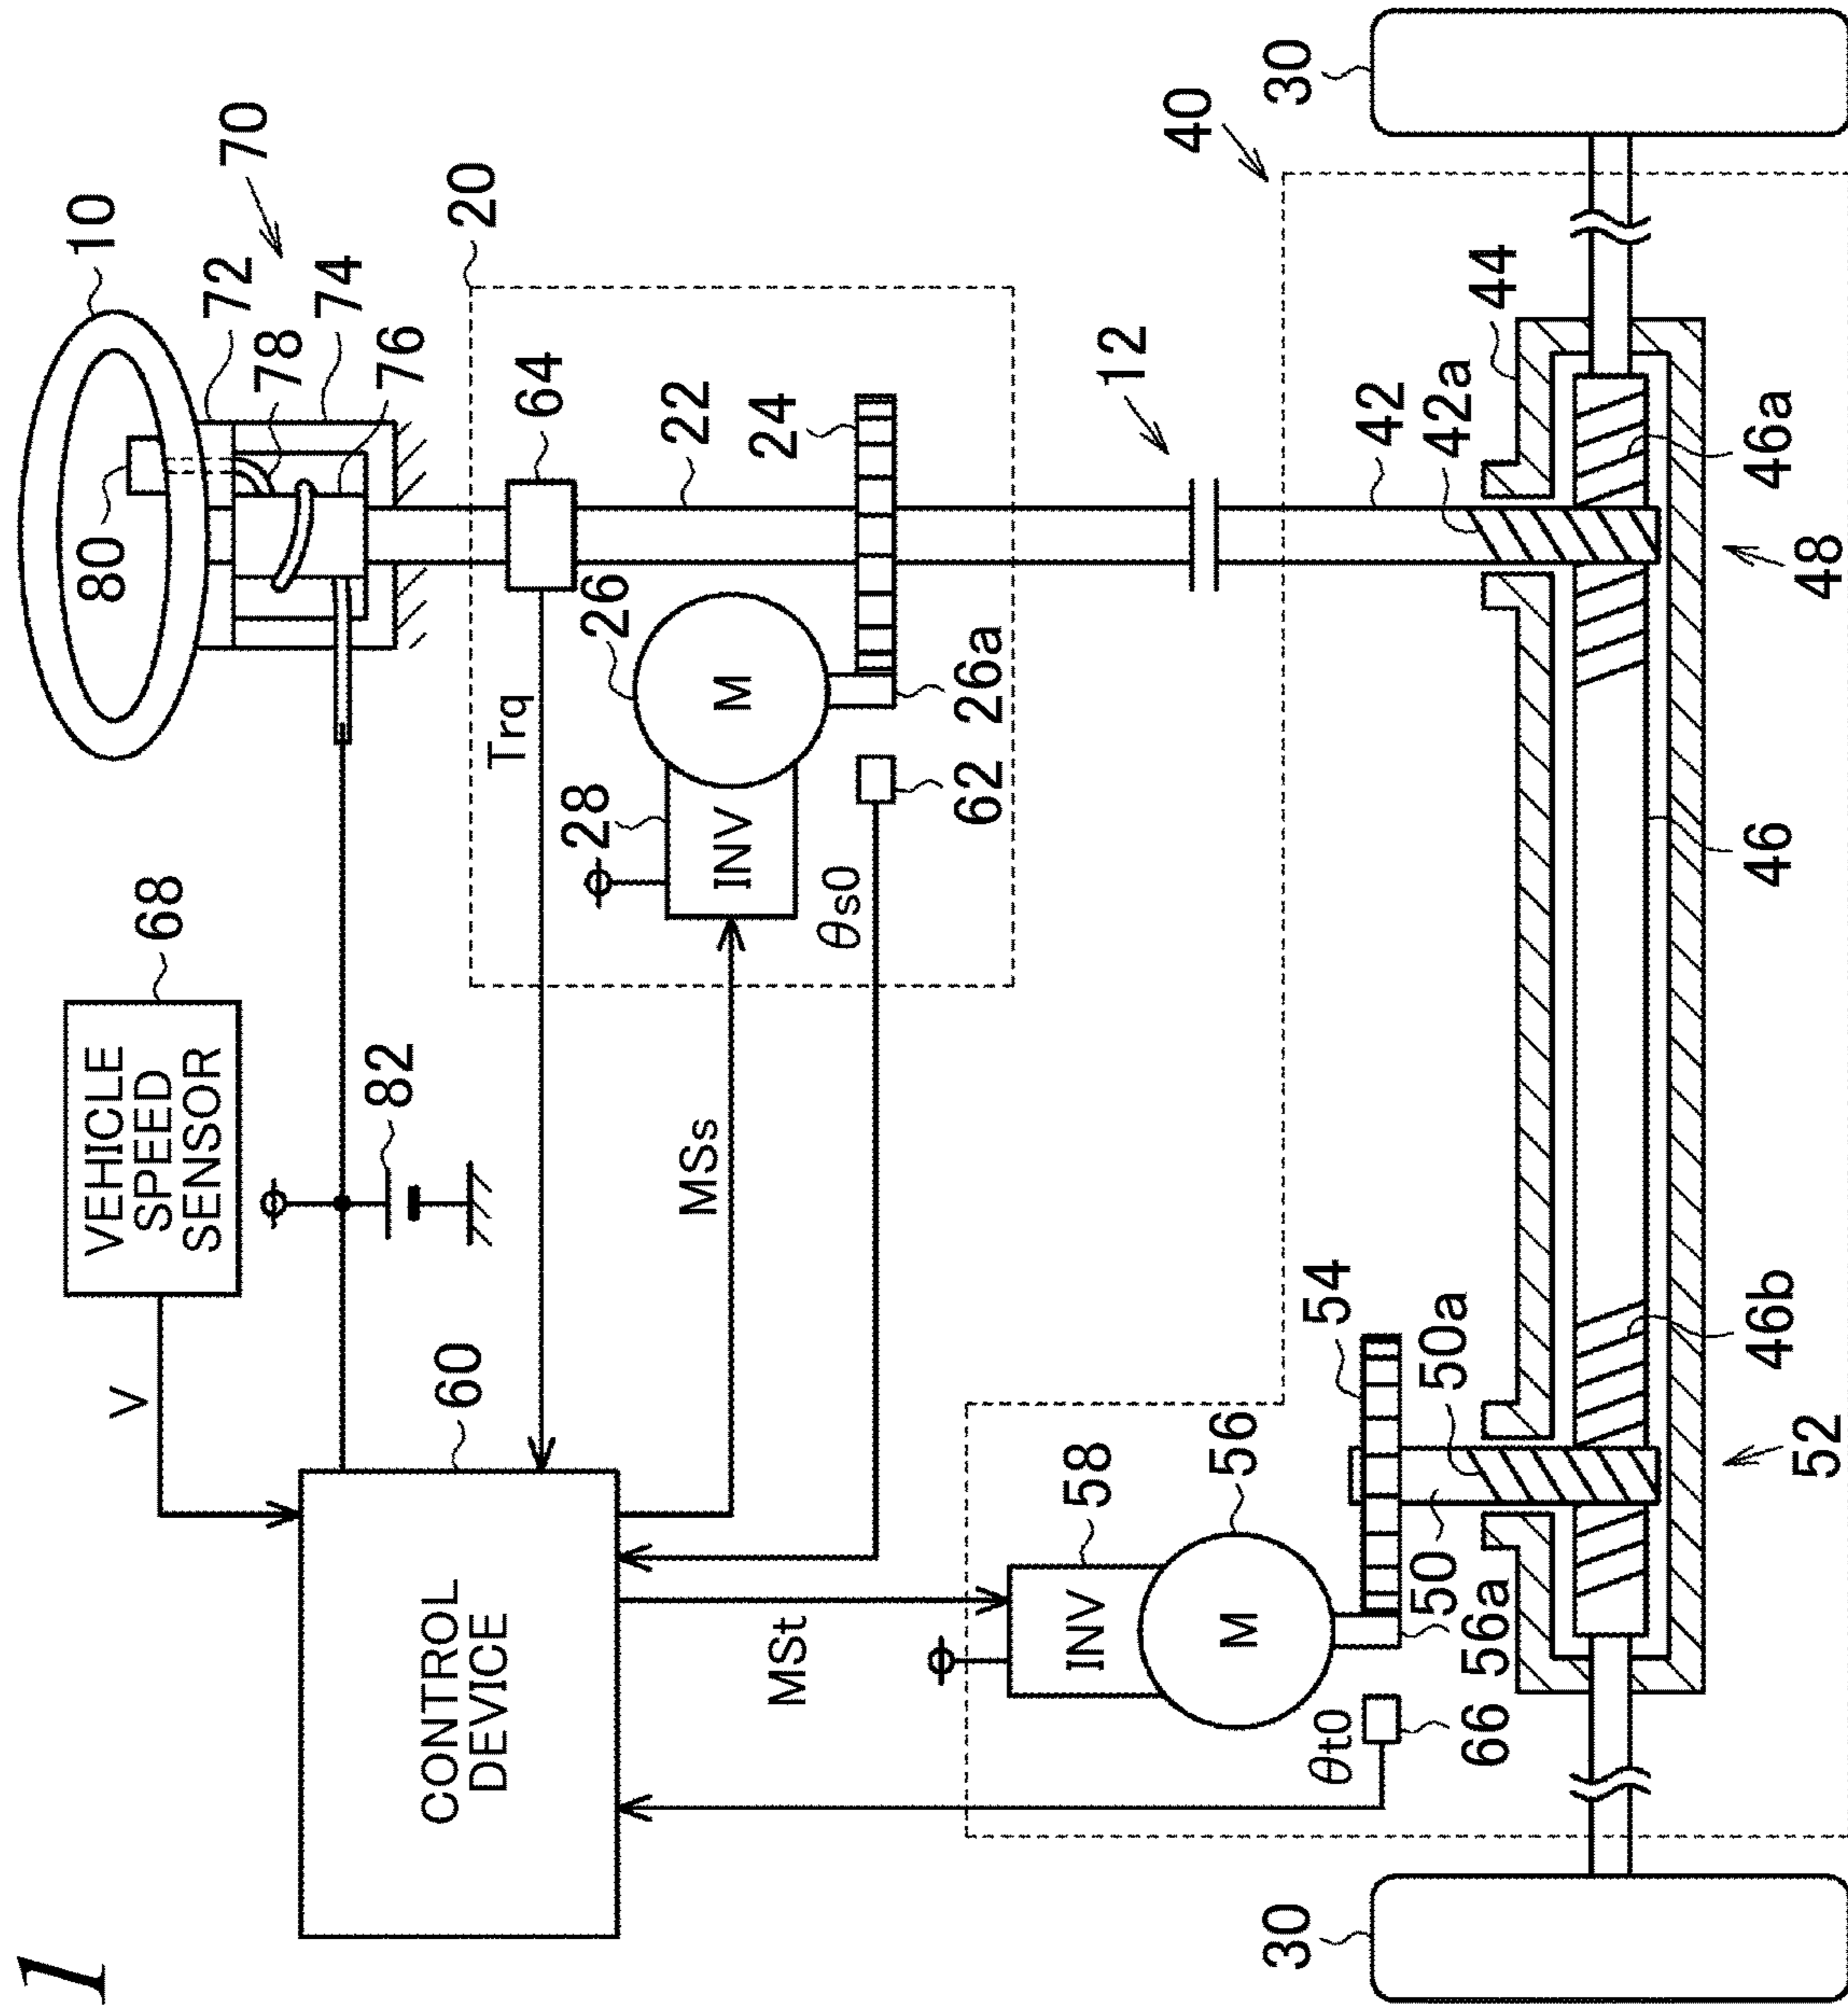 1
VEHICLE
SPEED
SENSOR
68
V
10
80
72
78
74
76
70
82
CONTROL
DEVICE
60
20
Trq
64
22
24
26
M
26a
28
INV
62
θs0
MSs
MSt
12
40
58
INV
56
M
54
50a
50
56a
66
θt0
42
42a
44
30
30
46a
46
46b
48
52